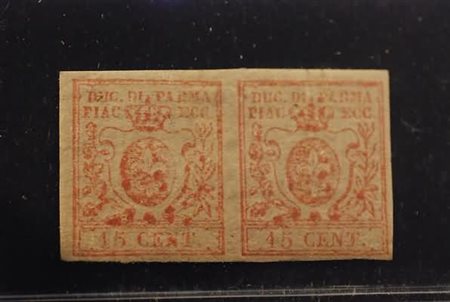 DUC. DI PARMA
PIAC. ECC.
15 CENT.
DUC. DI PARMA
PIAC. ECC.
15 CENT.